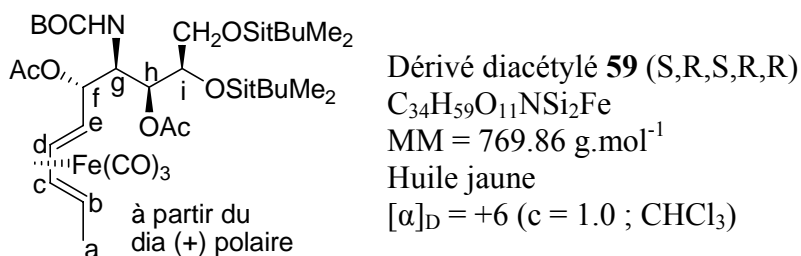 BOCHN
CH₂OSitBuMe₂
AcO
g
h
i
f
OSitBuMe₂
e
OAc
d
Fe(CO)₃
c
b
a
à partir du
dia (+) polaire
Dérivé diacétylé 59 (S,R,S,R,R)
C₃₄H₅₉O₁₁NSi₂Fe
MM = 769.86 g.mol⁻¹
Huile jaune
[α]D = +6 (c = 1.0 ; CHCl₃)